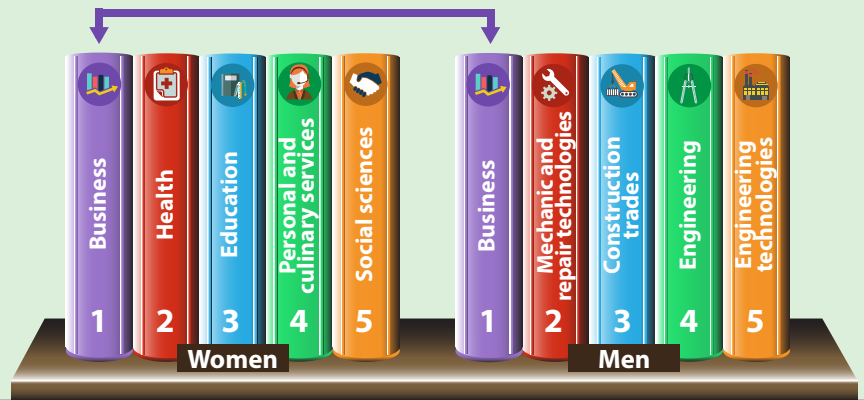 Business
1
Health
2
Education
3
Personal and
culinary services
4
Social sciences
5
Women
Business
1
Mechanic and
repair technologies
2
Construction
trades
3
Engineering
4
Engineering
technologies
5
Men